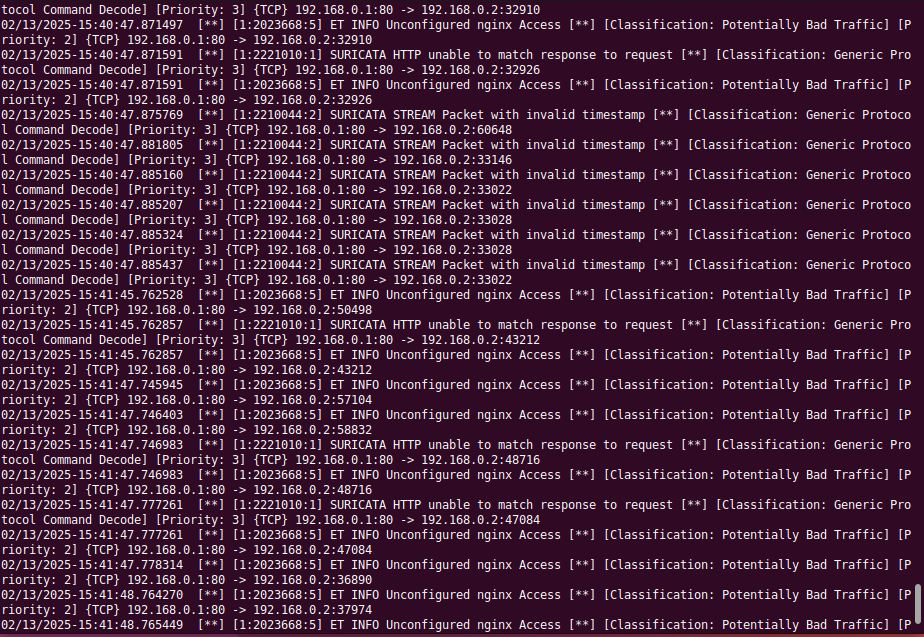 tocol Command Decode] [Priority: 3] {TCP} 192.168.0.1:80 -> 192.168.0.2:32910
02/13/2025-15:40:47.871497  [**] [1:2023668:5] ET INFO Unconfigured nginx Access [**] [Classification: Potentially Bad Traffic] [P
riority: 2] {TCP} 192.168.0.1:80 -> 192.168.0.2:32910
02/13/2025-15:40:47.871591  [**] [1:2221010:1] SURICATA HTTP unable to match response to request [**] [Classification: Generic Pro
tocol Command Decode] [Priority: 3] {TCP} 192.168.0.1:80 -> 192.168.0.2:32926
02/13/2025-15:40:47.871591  [**] [1:2023668:5] ET INFO Unconfigured nginx Access [**] [Classification: Potentially Bad Traffic] [P
riority: 2] {TCP} 192.168.0.1:80 -> 192.168.0.2:32926
02/13/2025-15:40:47.875769  [**] [1:2210044:2] SURICATA STREAM Packet with invalid timestamp [**] [Classification: Generic Protoco
l Command Decode] [Priority: 3] {TCP} 192.168.0.1:80 -> 192.168.0.2:60648
02/13/2025-15:40:47.881805  [**] [1:2210044:2] SURICATA STREAM Packet with invalid timestamp [**] [Classification: Generic Protoco
l Command Decode] [Priority: 3] {TCP} 192.168.0.1:80 -> 192.168.0.2:33146
02/13/2025-15:40:47.885160  [**] [1:2210044:2] SURICATA STREAM Packet with invalid timestamp [**] [Classification: Generic Protoco
l Command Decode] [Priority: 3] {TCP} 192.168.0.1:80 -> 192.168.0.2:33022
02/13/2025-15:40:47.885207  [**] [1:2210044:2] SURICATA STREAM Packet with invalid timestamp [**] [Classification: Generic Protoco
l Command Decode] [Priority: 3] {TCP} 192.168.0.1:80 -> 192.168.0.2:33028
02/13/2025-15:40:47.885324  [**] [1:2210044:2] SURICATA STREAM Packet with invalid timestamp [**] [Classification: Generic Protoco
l Command Decode] [Priority: 3] {TCP} 192.168.0.1:80 -> 192.168.0.2:33028
02/13/2025-15:40:47.885437  [**] [1:2210044:2] SURICATA STREAM Packet with invalid timestamp [**] [Classification: Generic Protoco
l Command Decode] [Priority: 3] {TCP} 192.168.0.1:80 -> 192.168.0.2:33022
02/13/2025-15:41:45.762528  [**] [1:2023668:5] ET INFO Unconfigured nginx Access [**] [Classification: Potentially Bad Traffic] [P
riority: 2] {TCP} 192.168.0.1:80 -> 192.168.0.2:50498
02/13/2025-15:41:45.762857  [**] [1:2221010:1] SURICATA HTTP unable to match response to request [**] [Classification: Generic Pro
tocol Command Decode] [Priority: 3] {TCP} 192.168.0.1:80 -> 192.168.0.2:43212
02/13/2025-15:41:45.762857  [**] [1:2023668:5] ET INFO Unconfigured nginx Access [**] [Classification: Potentially Bad Traffic] [P
riority: 2] {TCP} 192.168.0.1:80 -> 192.168.0.2:43212
02/13/2025-15:41:47.745945  [**] [1:2023668:5] ET INFO Unconfigured nginx Access [**] [Classification: Potentially Bad Traffic] [P
riority: 2] {TCP} 192.168.0.1:80 -> 192.168.0.2:57104
02/13/2025-15:41:47.746403  [**] [1:2023668:5] ET INFO Unconfigured nginx Access [**] [Classification: Potentially Bad Traffic] [P
riority: 2] {TCP} 192.168.0.1:80 -> 192.168.0.2:58832
02/13/2025-15:41:47.746983  [**] [1:2221010:1] SURICATA HTTP unable to match response to request [**] [Classification: Generic Pro
tocol Command Decode] [Priority: 3] {TCP} 192.168.0.1:80 -> 192.168.0.2:48716
02/13/2025-15:41:47.746983  [**] [1:2023668:5] ET INFO Unconfigured nginx Access [**] [Classification: Potentially Bad Traffic] [P
riority: 2] {TCP} 192.168.0.1:80 -> 192.168.0.2:48716
02/13/2025-15:41:47.777261  [**] [1:2221010:1] SURICATA HTTP unable to match response to request [**] [Classification: Generic Pro
tocol Command Decode] [Priority: 3] {TCP} 192.168.0.1:80 -> 192.168.0.2:47084
02/13/2025-15:41:47.777261  [**] [1:2023668:5] ET INFO Unconfigured nginx Access [**] [Classification: Potentially Bad Traffic] [P
riority: 2] {TCP} 192.168.0.1:80 -> 192.168.0.2:47084
02/13/2025-15:41:47.778314  [**] [1:2023668:5] ET INFO Unconfigured nginx Access [**] [Classification: Potentially Bad Traffic] [P
riority: 2] {TCP} 192.168.0.1:80 -> 192.168.0.2:36890
02/13/2025-15:41:48.764270  [**] [1:2023668:5] ET INFO Unconfigured nginx Access [**] [Classification: Potentially Bad Traffic] [P
riority: 2] {TCP} 192.168.0.1:80 -> 192.168.0.2:37974
02/13/2025-15:41:48.765449  [**] [1:2023668:5] ET INFO Unconfigured nginx Access [**] [Classification: Potentially Bad Traffic] [P